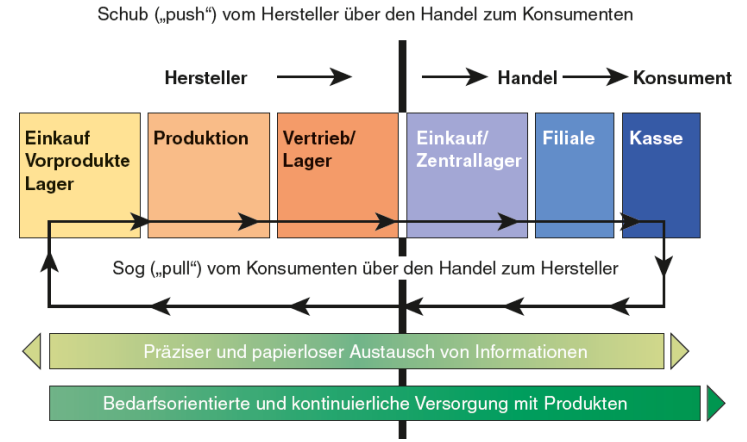 Schub („push“) vom Hersteller über den Handel zum Konsumenten
Hersteller Handel Konsument
Einkauf
Vorprodukte
Lager
Produktion
Vertrieb/
Lager
Einkauf/
Zentrallager
Filiale
Kasse
Sog („pull“) vom Konsumenten über den Handel zum Hersteller
Präziser und papierloser Austausch von Informationen
Bedarfsorientierte und kontinuierliche Versorgung mit Produkten